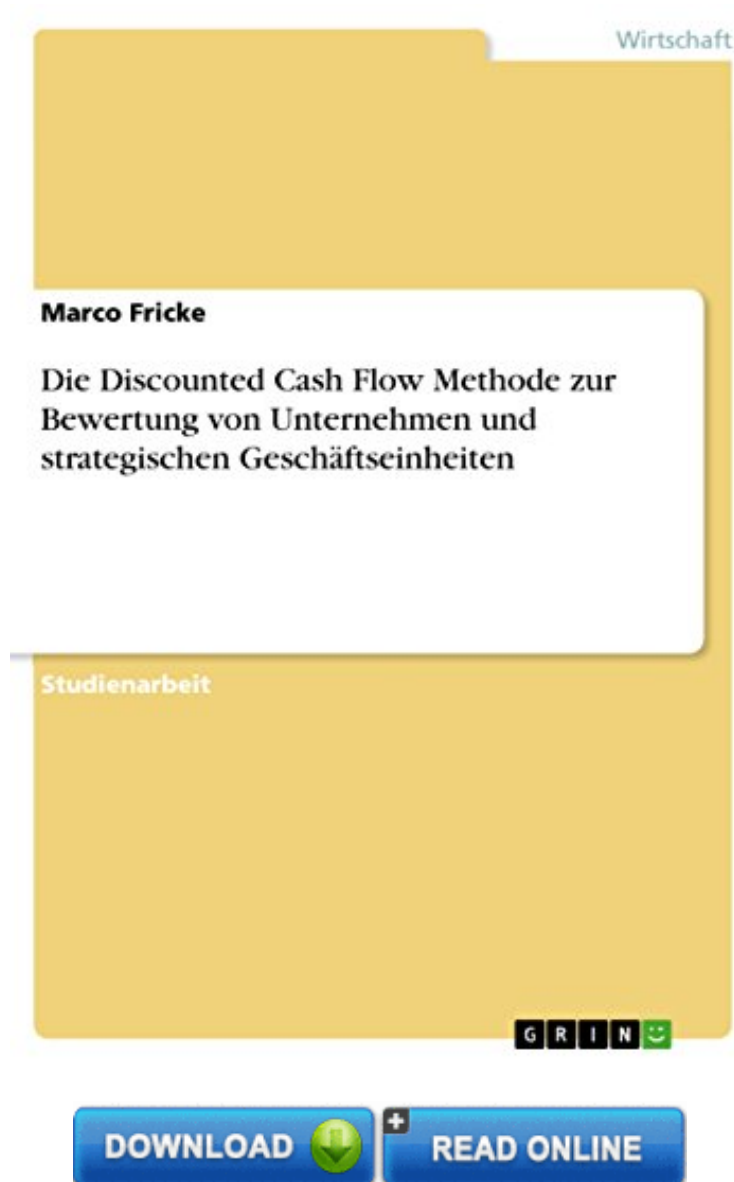 Wirtschaft
Marco Fricke
Die Discounted Cash Flow Methode zur
Bewertung von Unternehmen und
strategischen Geschäftseinheiten
Studienarbeit
GRIN
DOWNLOAD
READ ONLINE